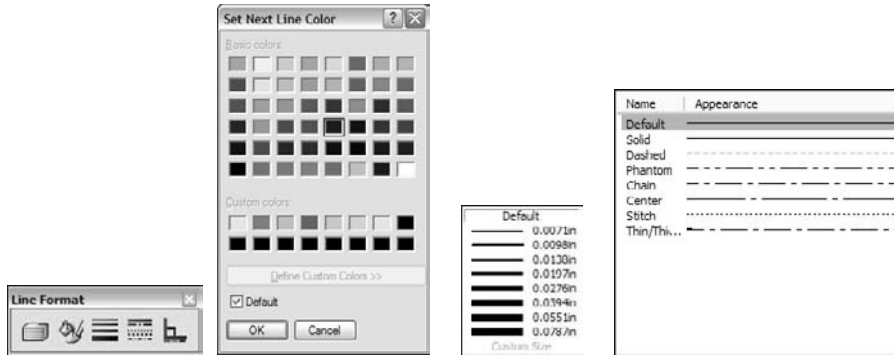 Line Format
Set Next Line Color
Basic colors:
Custom colors:
Define Custom Colors >>
Default
OK Cancel
Default
0.0071in
0.0098in
0.0138in
0.0197in
0.0276in
0.0394in
0.0551in
0.0787in
Custom Size
Name Appearance
Default
Solid
Dashed
Phantom
Chain
Center
Stitch
Thin/Thi...